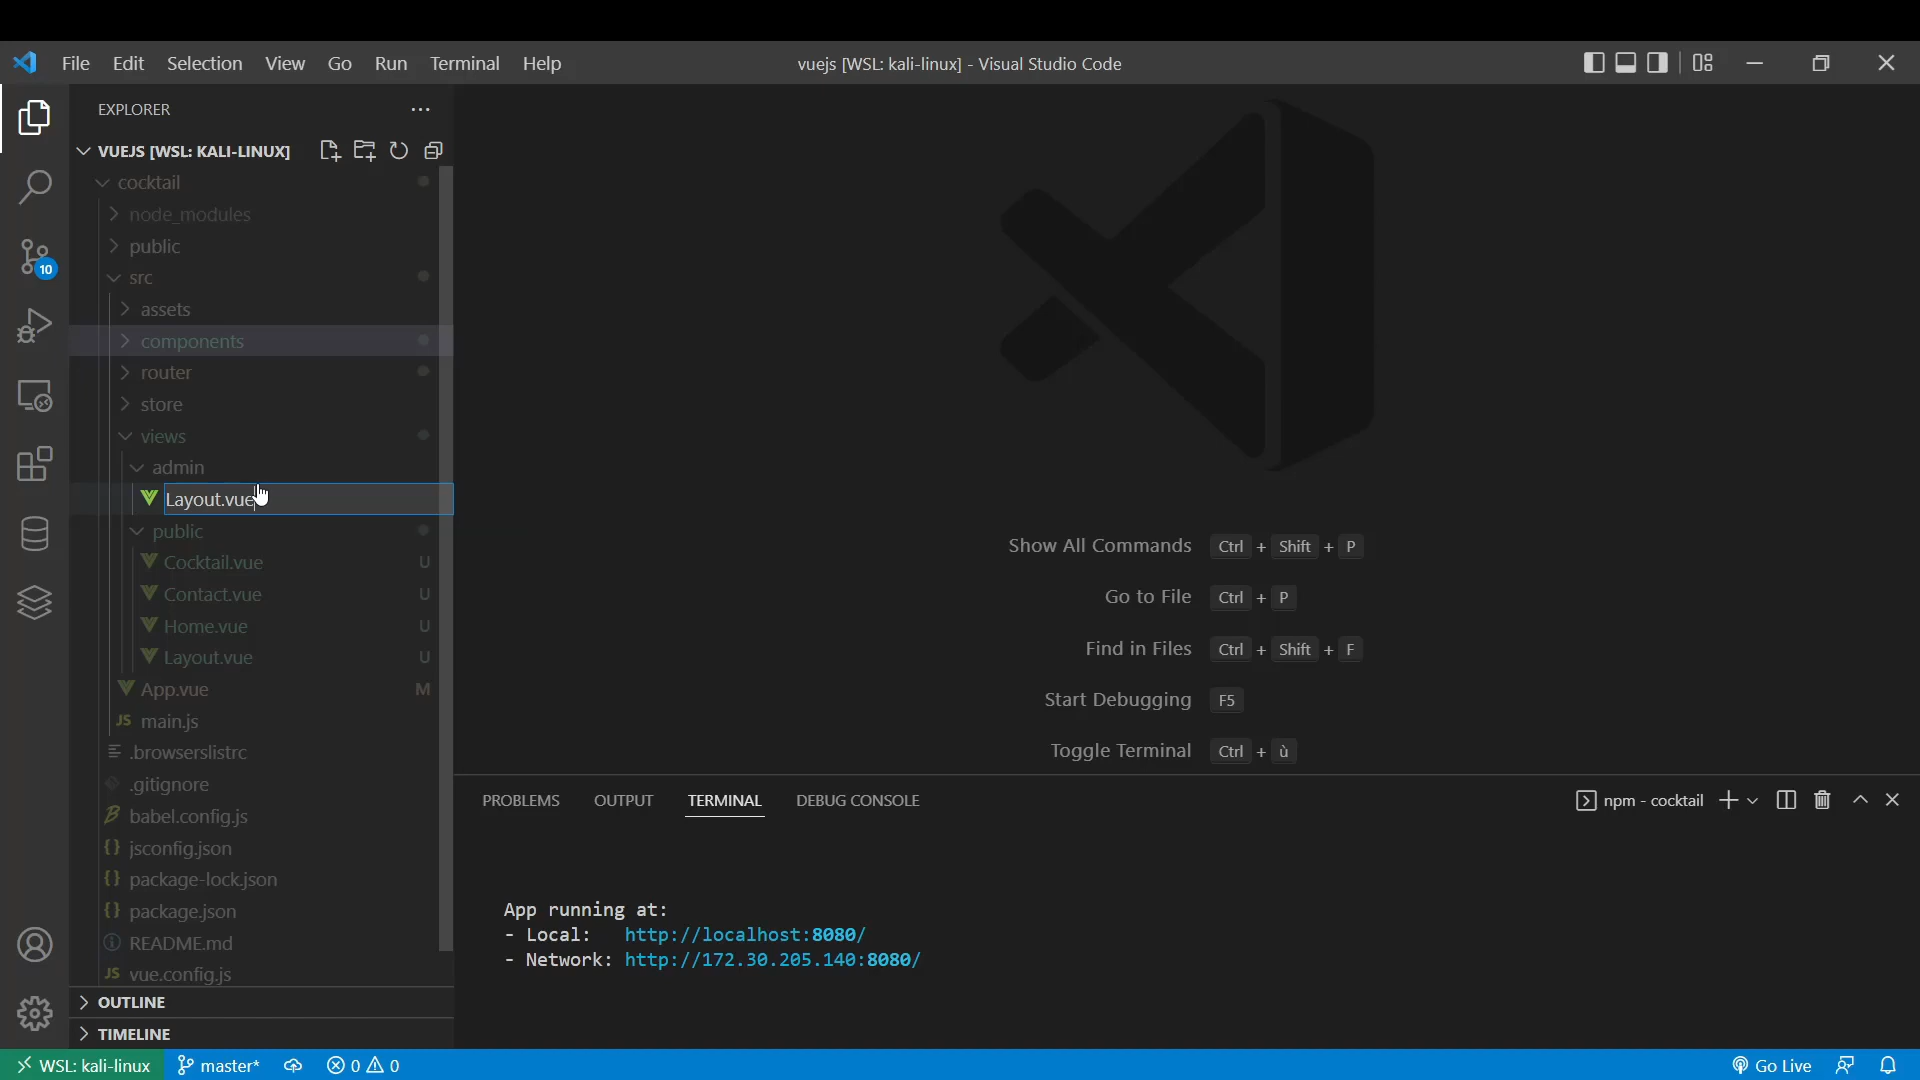 File Edit Selection View Go Run Terminal Help
vuejs [WSL: kali-linux] - Visual Studio Code
EXPLORER
VUEJS [WSL: KALI-LINUX]
cocktail
node_modules
public
src
assets
components
router
store
views
admin
Layout.vue
public
Cocktail.vue U
Contact.vue U
Home.vue U
Layout.vue U
App.vue M
JS main.js
.browserslistrc
.gitignore
babel.config.js
{} jsconfig.json
{} package-lock.json
{} package.json
README.md
JS vue.config.js
OUTLINE
TIMELINE
10
Show All Commands Ctrl + Shift + P
Go to File Ctrl + P
Find in Files Ctrl + Shift + F
Start Debugging F5
Toggle Terminal Ctrl + ù
PROBLEMS OUTPUT TERMINAL DEBUG CONSOLE
npm - cocktail
App running at:
- Local: http://localhost:8080/
- Network: http://172.30.205.140:8080/
WSL: kali-linux master* 0 0
Go Live